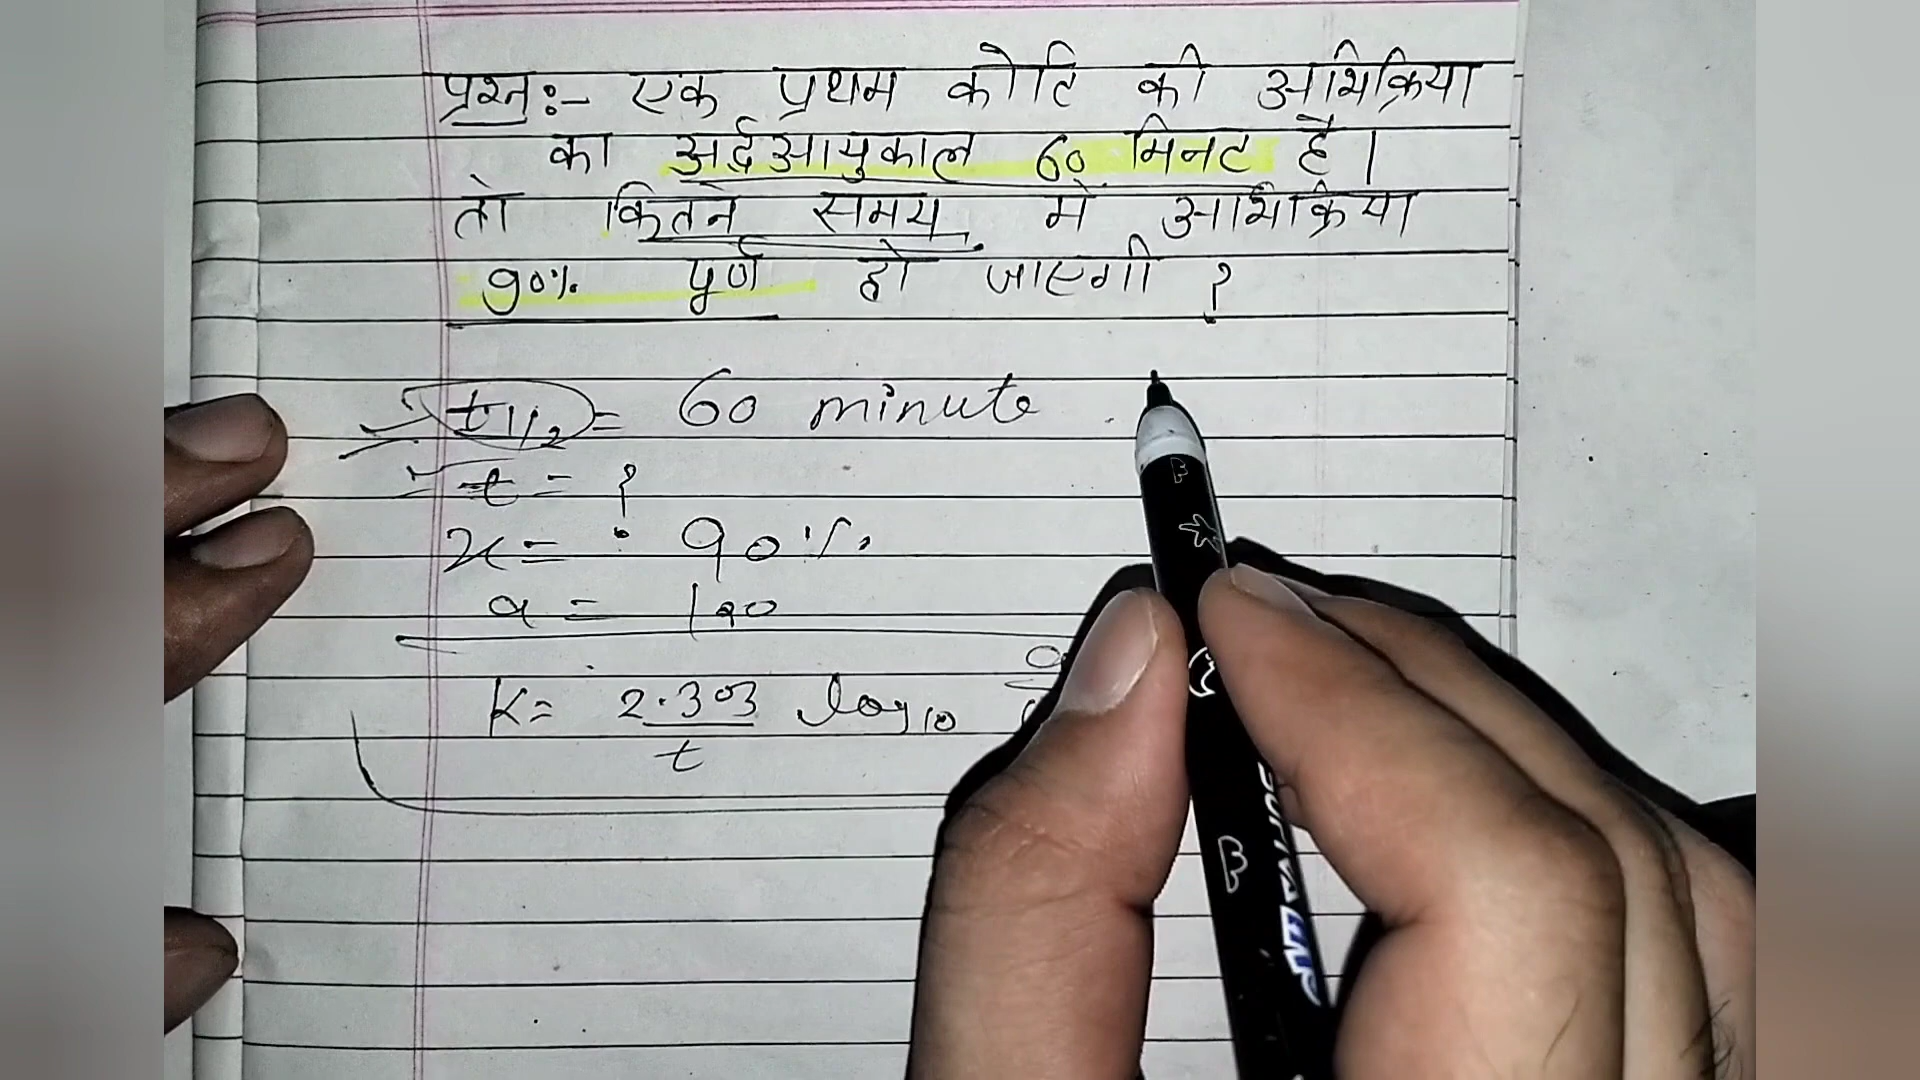 प्रश्न:- एक प्रथम कोटि की अभिक्रिया
का अर्द्धआयुकाल 60 मिनट है।
तो कितने समय में अभिक्रिया
90% पूर्ण हो जाएगी ?
t1/2 = 60 minute
t = ?
x = 90%
a = 100
K = 2.303/t log10 a